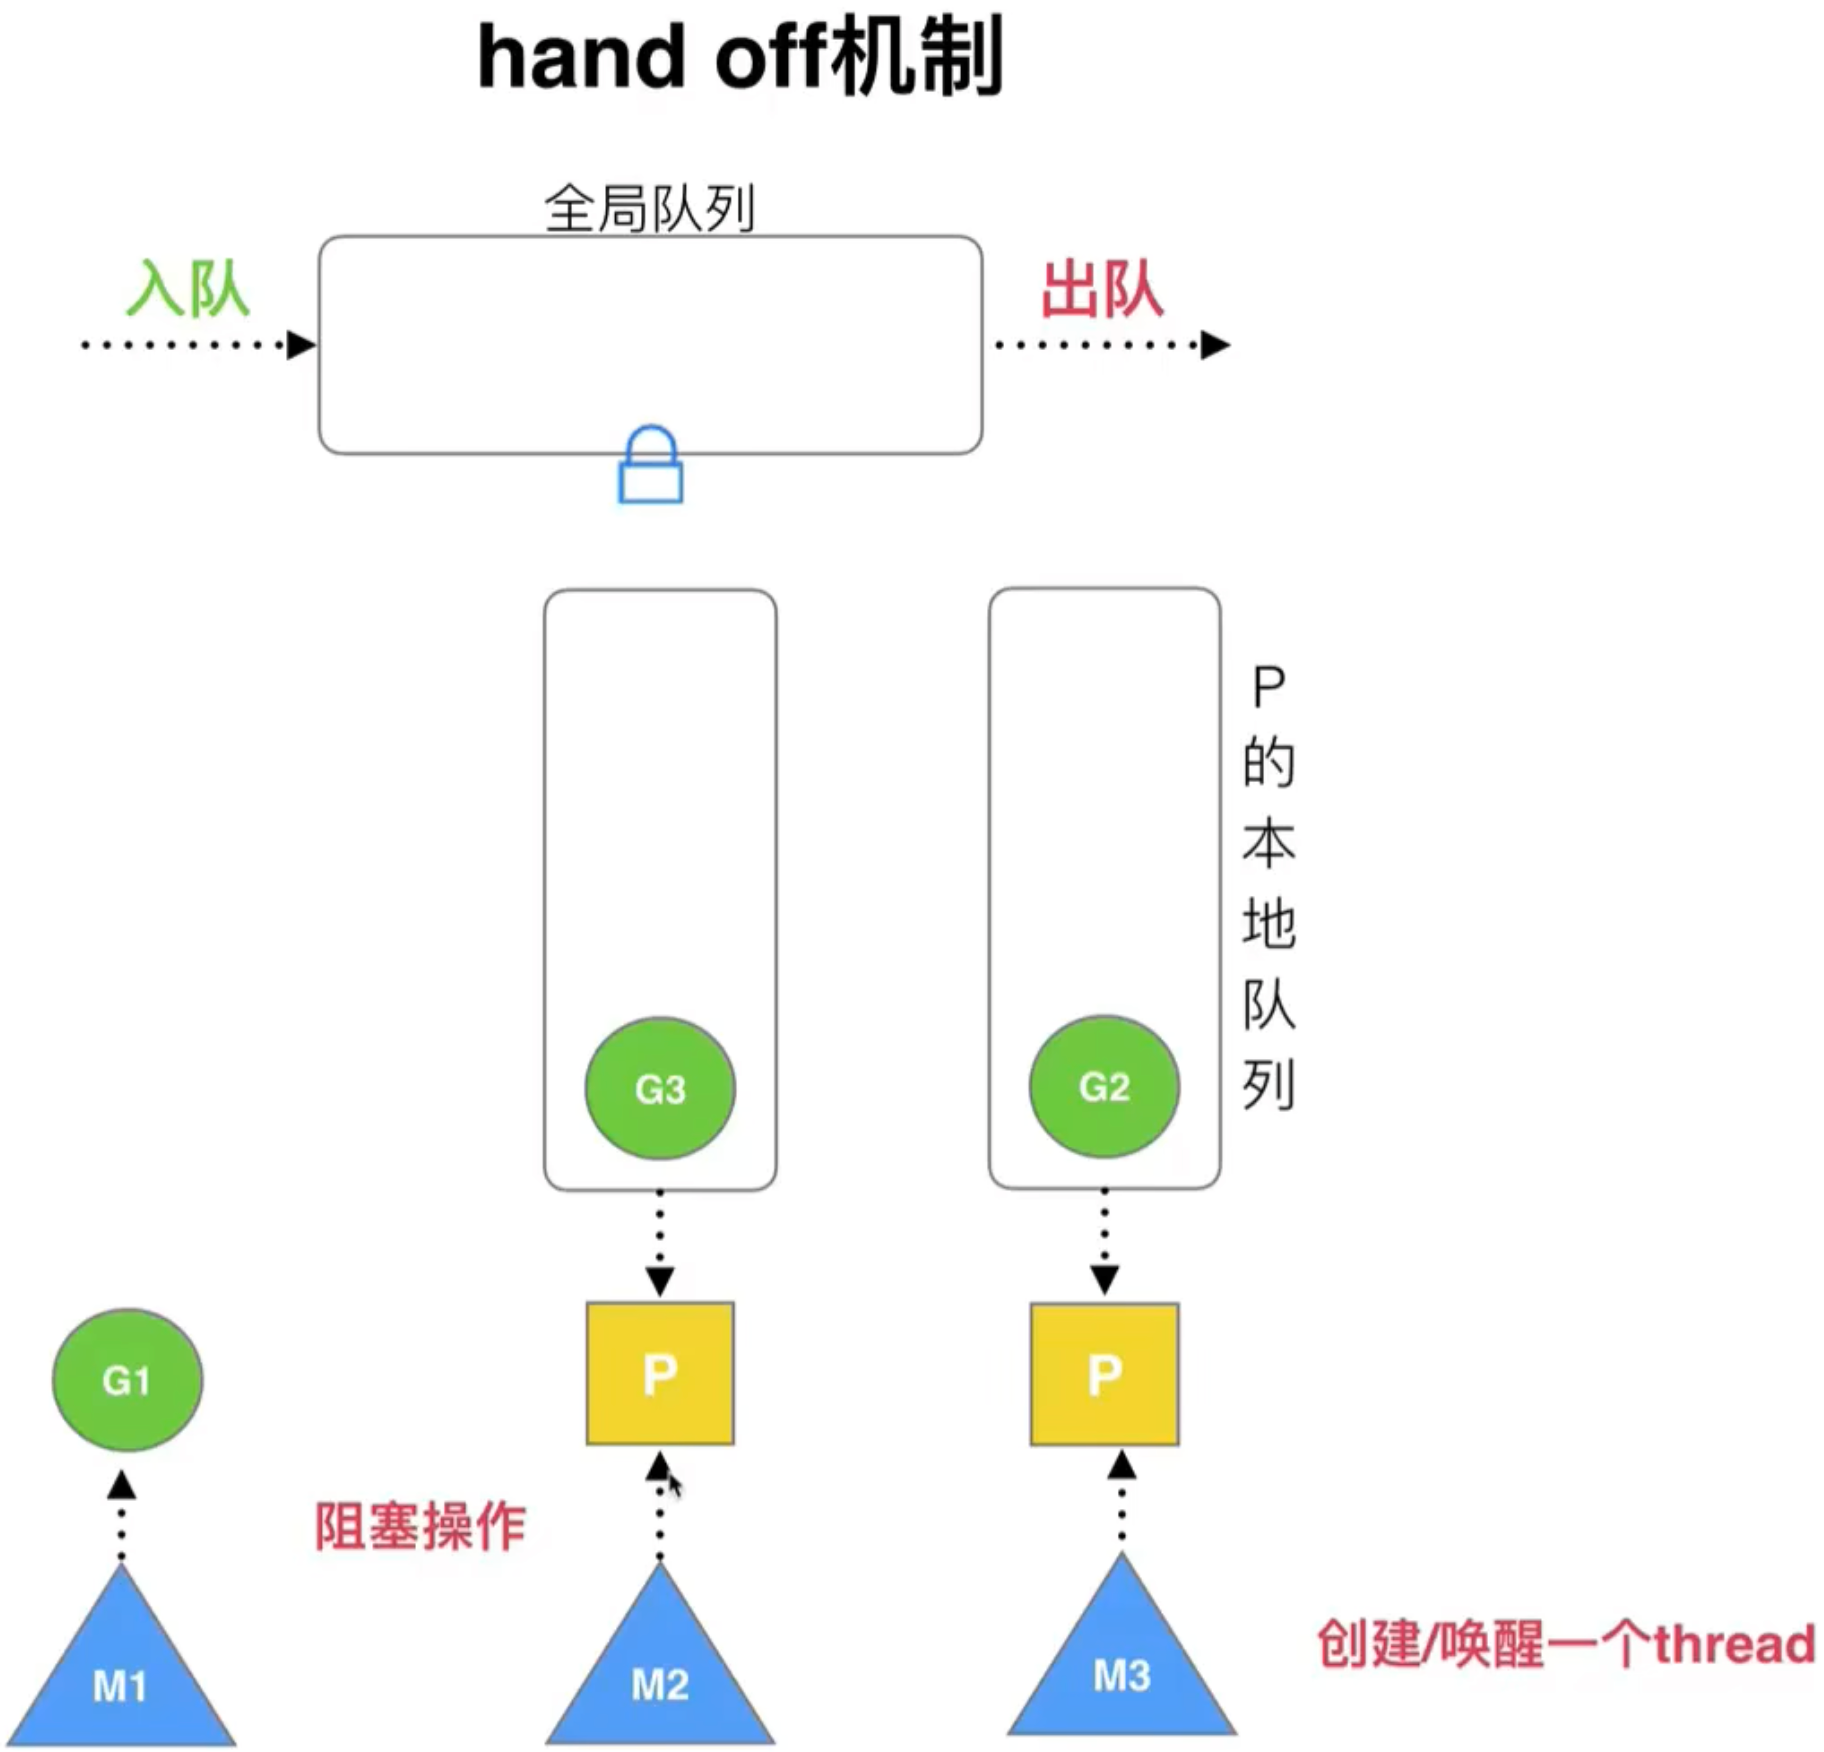 hand off机制
全局队列
入队
出队
P的本地队列
G3
G2
G1
P
P
阻塞操作
M1
M2
M3
创建/唤醒一个thread